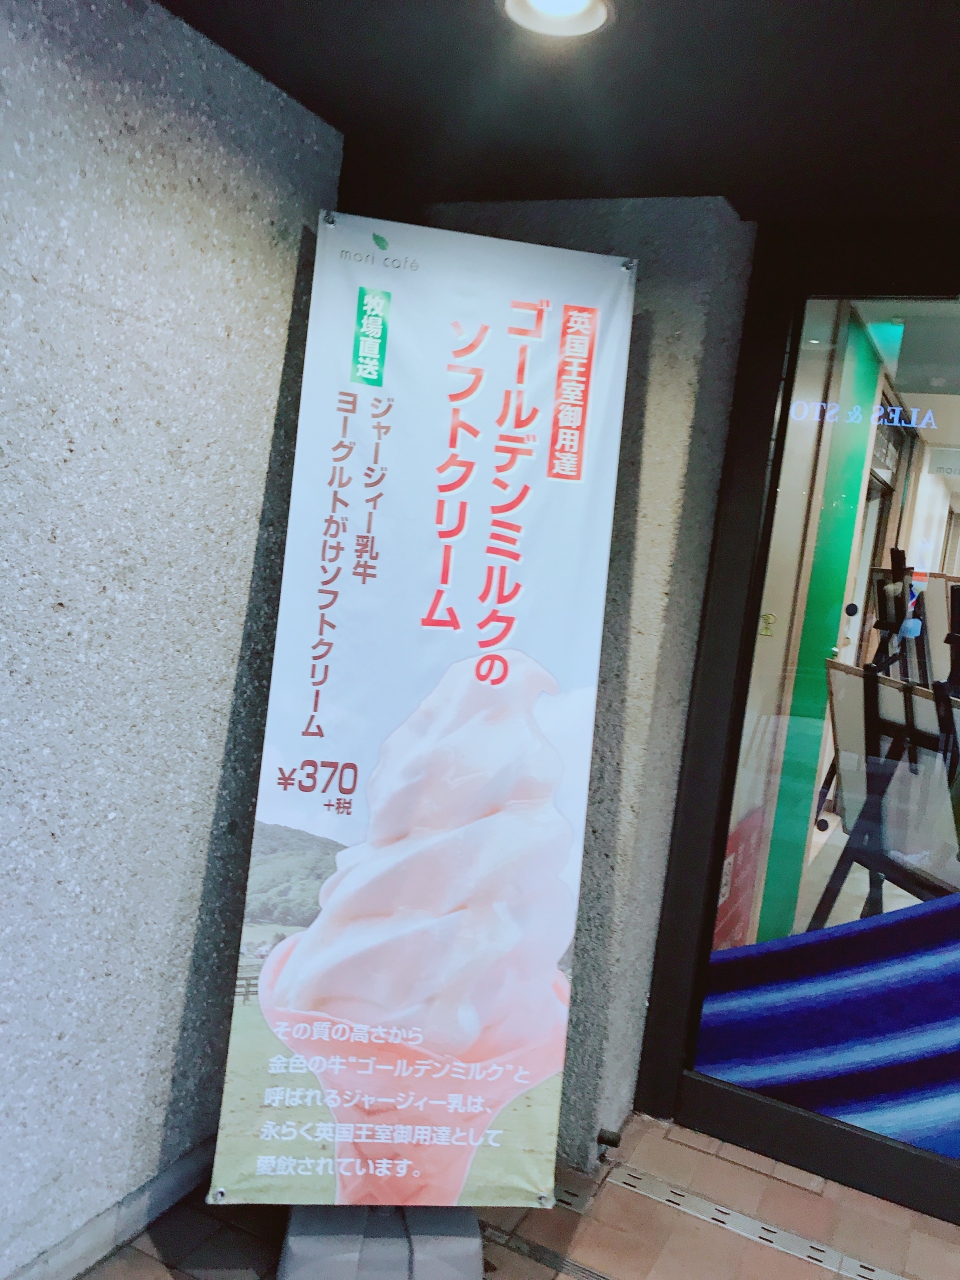 mori café
英国王室御用達
ゴールデンミルクの
ソフトクリーム
牧場直送
ジャージィー乳牛
ヨーグルトがけソフトクリーム
¥370
+税
その質の高さから
金色の牛"ゴールデンミルク"と
呼ばれるジャージィー乳は、
永らく英国王室御用達として
愛飲されています。
ALES & STO
mori